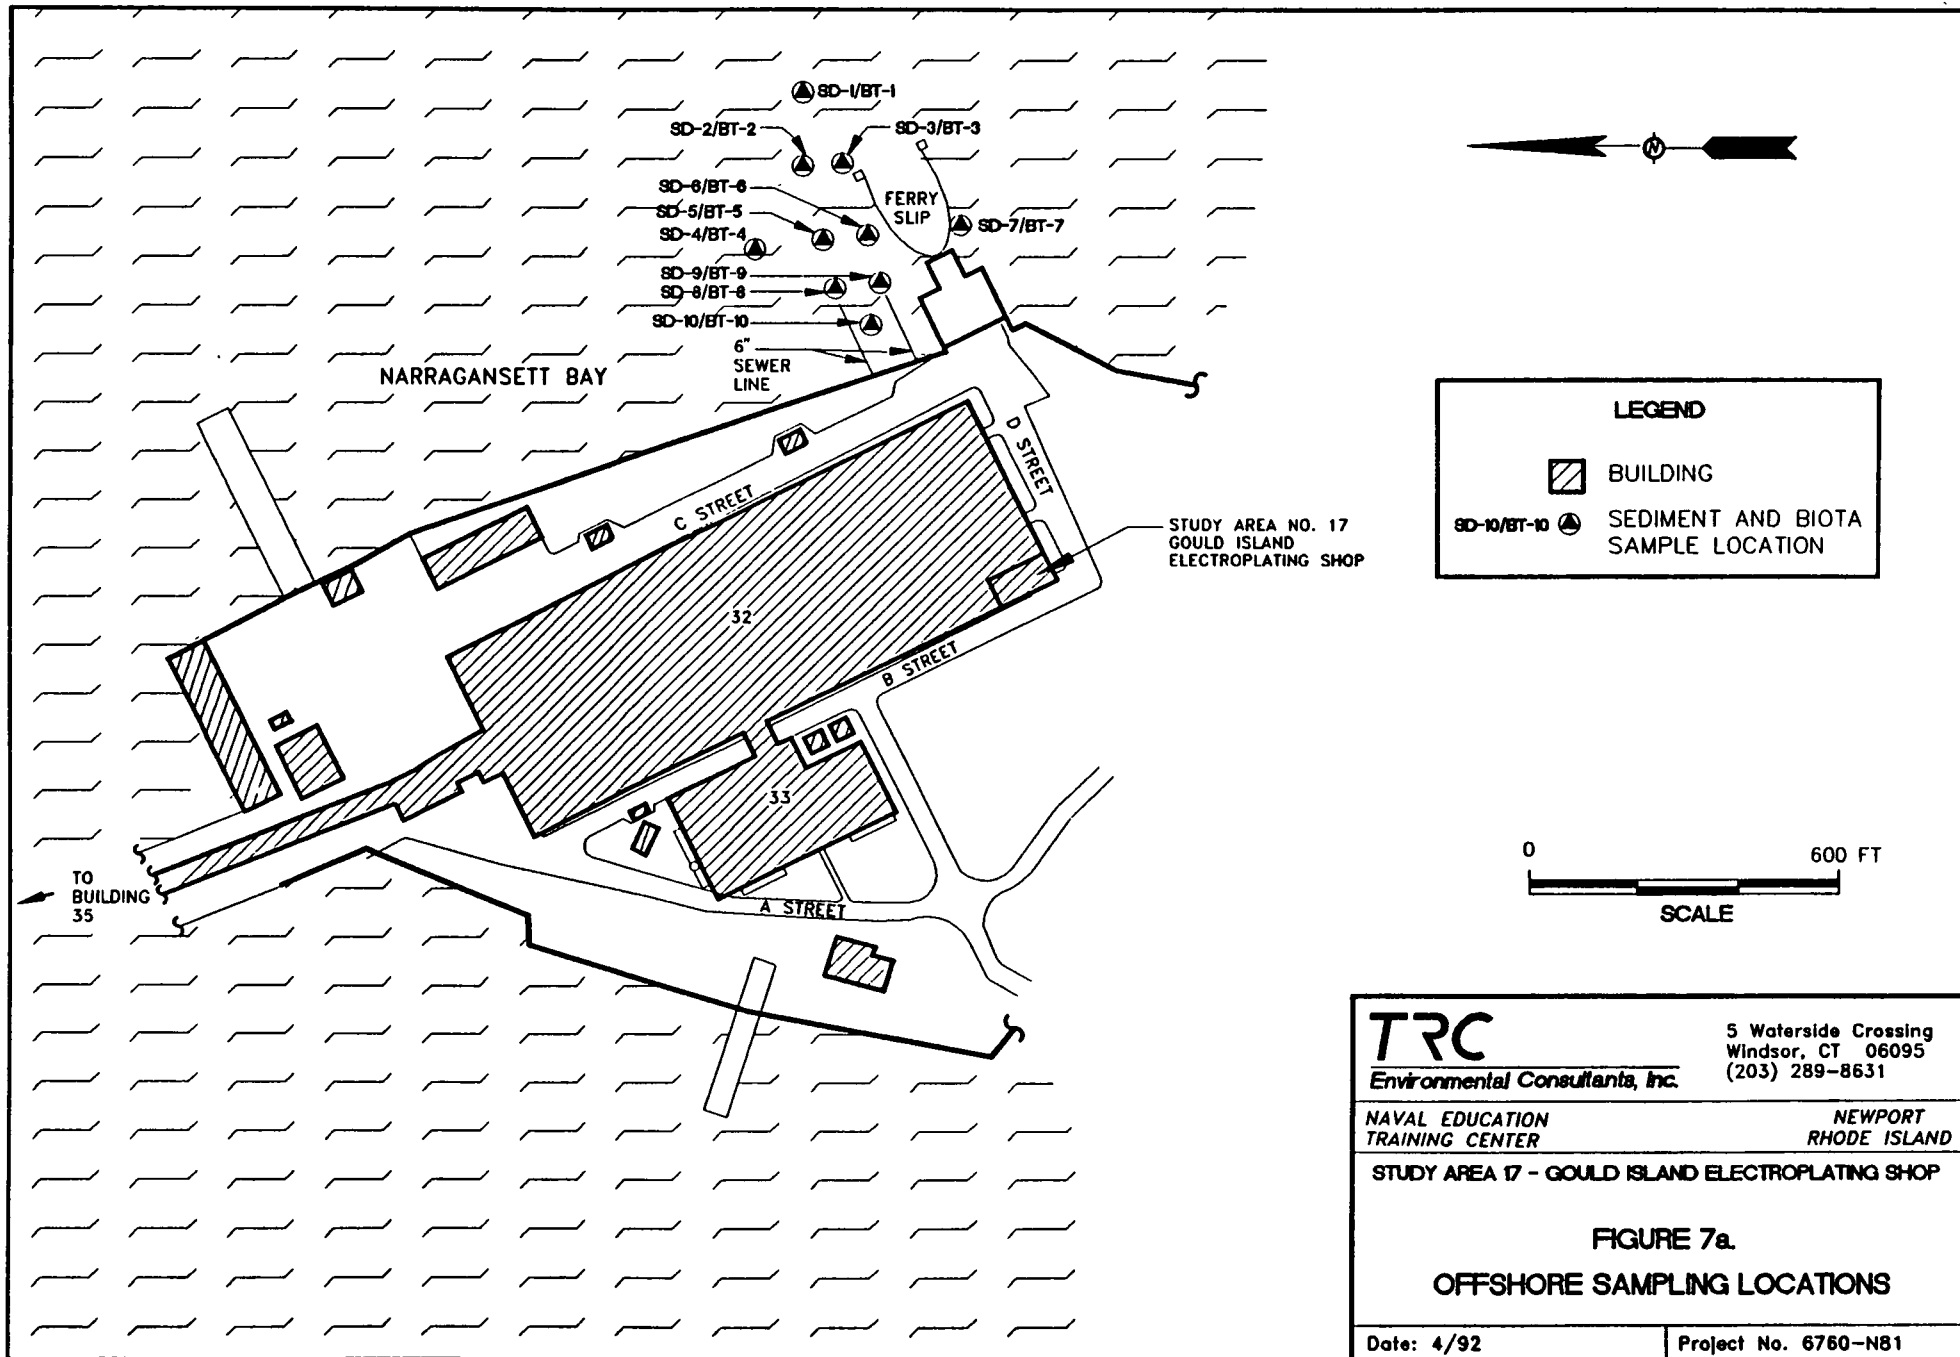 SD-1/BT-1
SD-2/BT-2
SD-3/BT-3
SD-6/BT-6
SD-5/BT-5
SD-4/BT-4
FERRY
SLIP
SD-7/BT-7
SD-9/BT-9
SD-8/BT-8
SD-10/BT-10
6"
SEWER
LINE
NARRAGANSETT BAY
N
LEGEND
BUILDING
SD-10/BT-10
SEDIMENT AND BIOTA
SAMPLE LOCATION
C STREET
D STREET
STUDY AREA NO. 17
GOULD ISLAND
ELECTROPLATING SHOP
32
B STREET
33
A STREET
TO
BUILDING
35
0
600 FT
SCALE
TRC
Environmental Consultants, Inc.
5 Waterside Crossing
Windsor, CT 06095
(203) 289-8631
NAVAL EDUCATION
TRAINING CENTER
NEWPORT
RHODE ISLAND
STUDY AREA 17 - GOULD ISLAND ELECTROPLATING SHOP
FIGURE 7a.
OFFSHORE SAMPLING LOCATIONS
Date: 4/92
Project No. 6760-N81